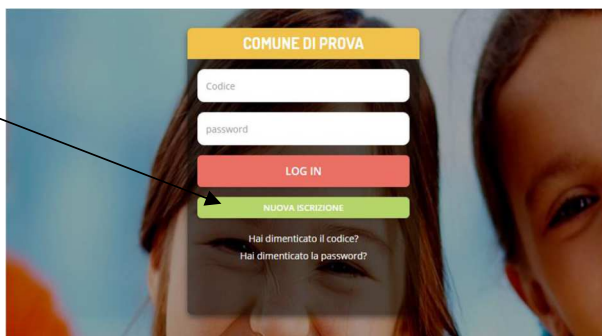 COMUNE DI PROVA
Codice
password
LOG IN
NUOVA ISCRIZIONE
Hai dimenticato il codice?
Hai dimenticato la password?